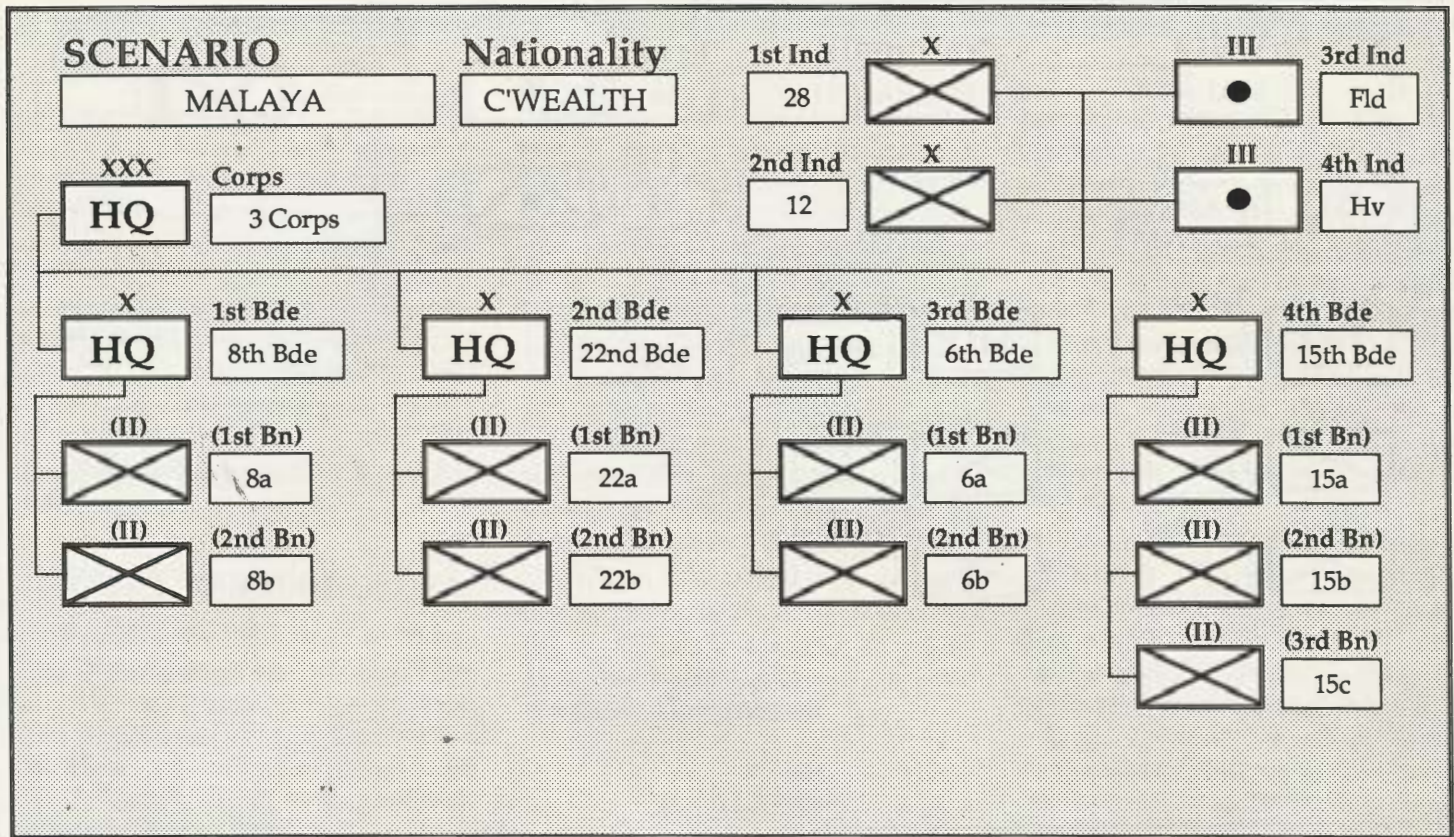 SCENARIO Nationality 1st Ind X III 3rd Ind
MALAYA C'WEALTH 28 Fld
XXX Corps 2nd Ind X III 4th Ind
HQ 3 Corps 12 Hv
X 1st Bde X 2nd Bde X 3rd Bde X 4th Bde
HQ 8th Bde HQ 22nd Bde HQ 6th Bde HQ 15th Bde
(II) (1st Bn) (II) (1st Bn) (II) (1st Bn) (II) (1st Bn)
8a 22a 6a 15a
(II) (2nd Bn) (II) (2nd Bn) (II) (2nd Bn) (II) (2nd Bn)
8b 22b 6b 15b
(II) (3rd Bn)
15c